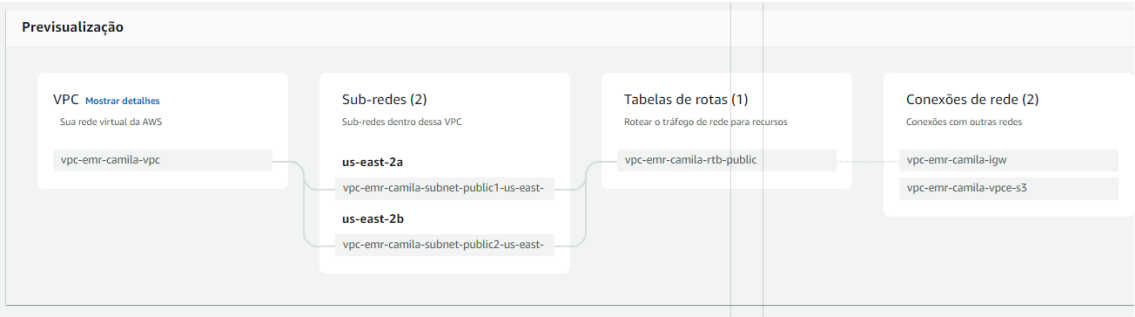 Previsualização
VPC Mostrar detalhes
Sua rede virtual da AWS
vpc-emr-camila-vpc
Sub-redes (2)
Sub-redes dentro dessa VPC
us-east-2a
vpc-emr-camila-subnet-public1-us-east-
us-east-2b
vpc-emr-camila-subnet-public2-us-east-
Tabelas de rotas (1)
Rotear o tráfego de rede para recursos
vpc-emr-camila-rtb-public
Conexões de rede (2)
Conexões com outras redes
vpc-emr-camila-igw
vpc-emr-camila-vpce-s3